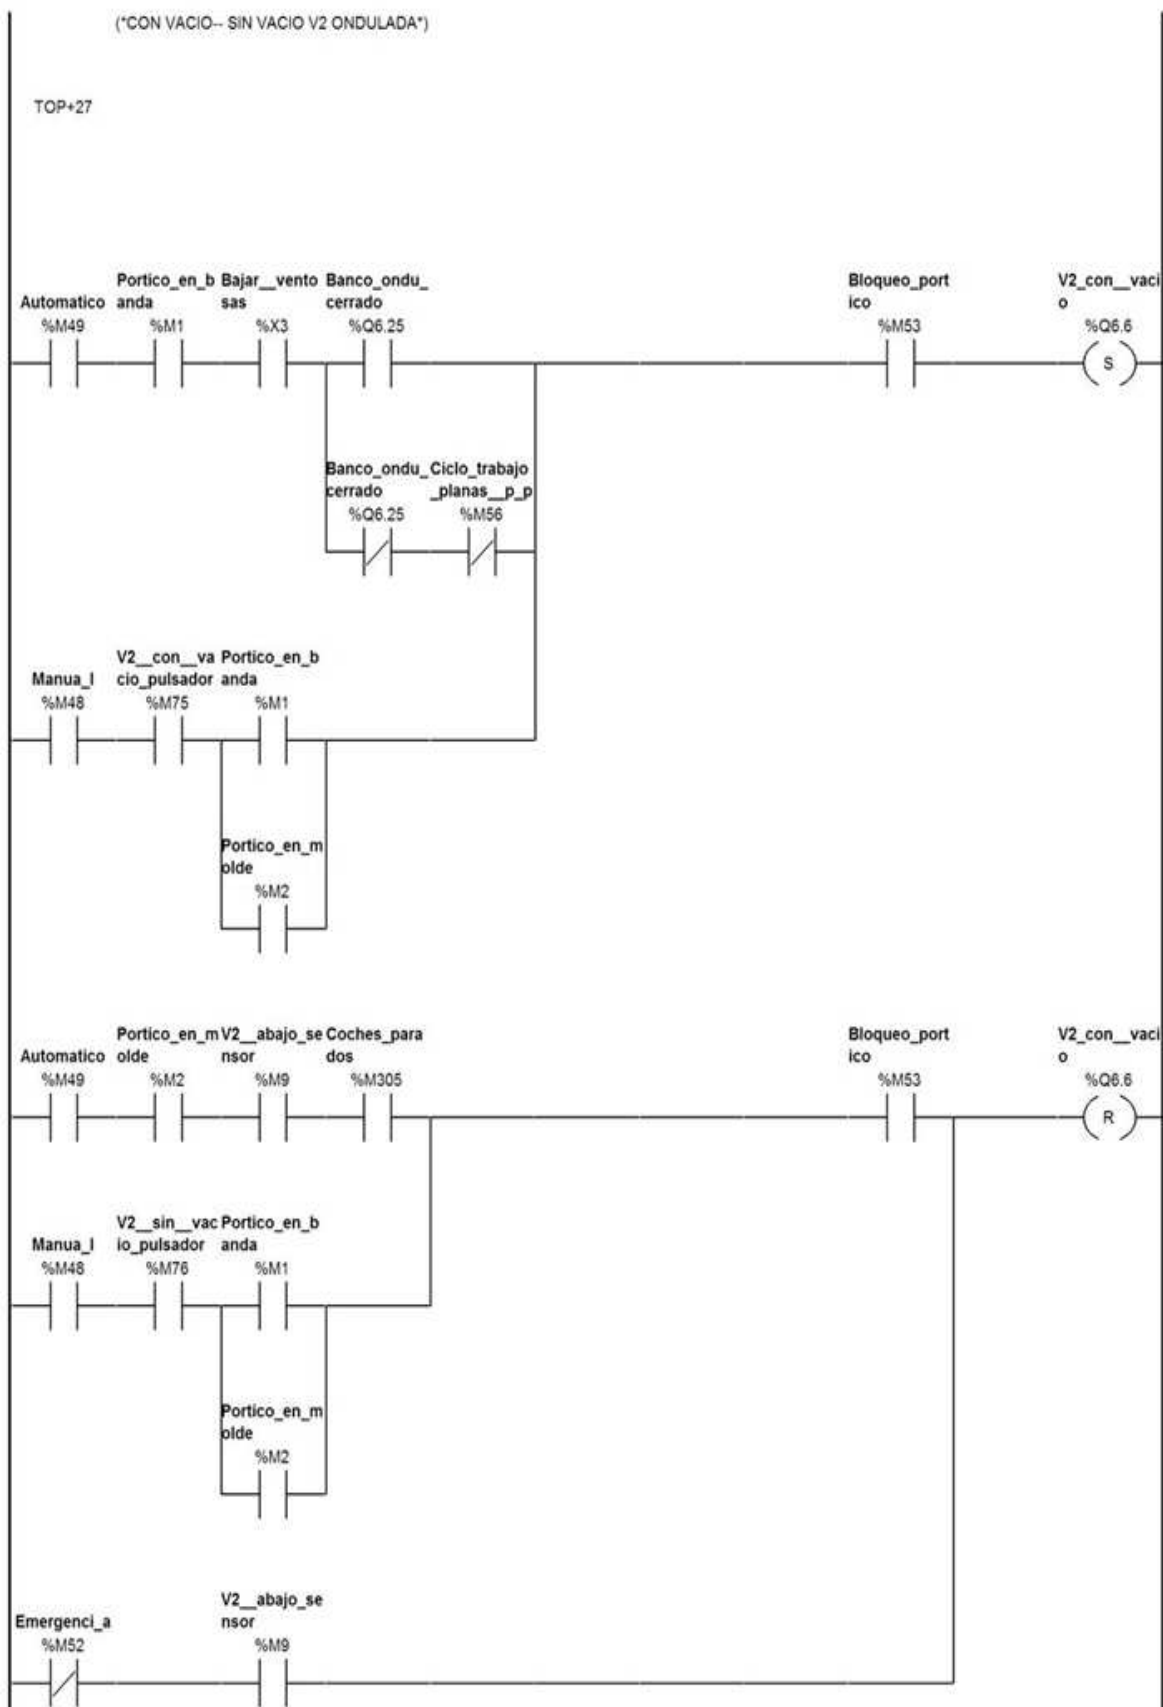 (*CON VACIO-- SIN VACIO V2 ONDULADA*)
TOP+27
Portico_en_b Bajar__vento Banco_ondu_ Bloqueo_port V2_con__vaci
Automatico anda sas cerrado ico o
%M49 %M1 %X3 %Q6.25 %M53 %Q6.6
S
Banco_ondu_ Ciclo_trabajo
cerrado _planas__p_p
%Q6.25 %M56
V2__con__va Portico_en_b
Manua_l cio_pulsador anda
%M48 %M75 %M1
Portico_en_m
olde
%M2
Portico_en_m V2__abajo_se Coches_para Bloqueo_port V2_con__vaci
Automatico olde nsor dos ico o
%M49 %M2 %M9 %M305 %M53 %Q6.6
R
V2__sin__vac Portico_en_b
Manua_l io_pulsador anda
%M48 %M76 %M1
Portico_en_m
olde
%M2
V2__abajo_se
Emergenci_a nsor
%M52 %M9